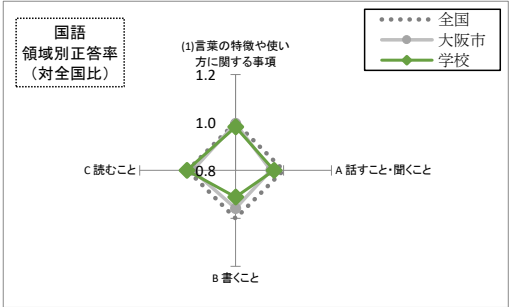 国語
領域別正答率
（対全国比）
全国
大阪市
学校
(1)言葉の特徴や使い
方に関する事項
1.2
1.0
0.8
C 読むこと
A 話すこと・聞くこと
B 書くこと